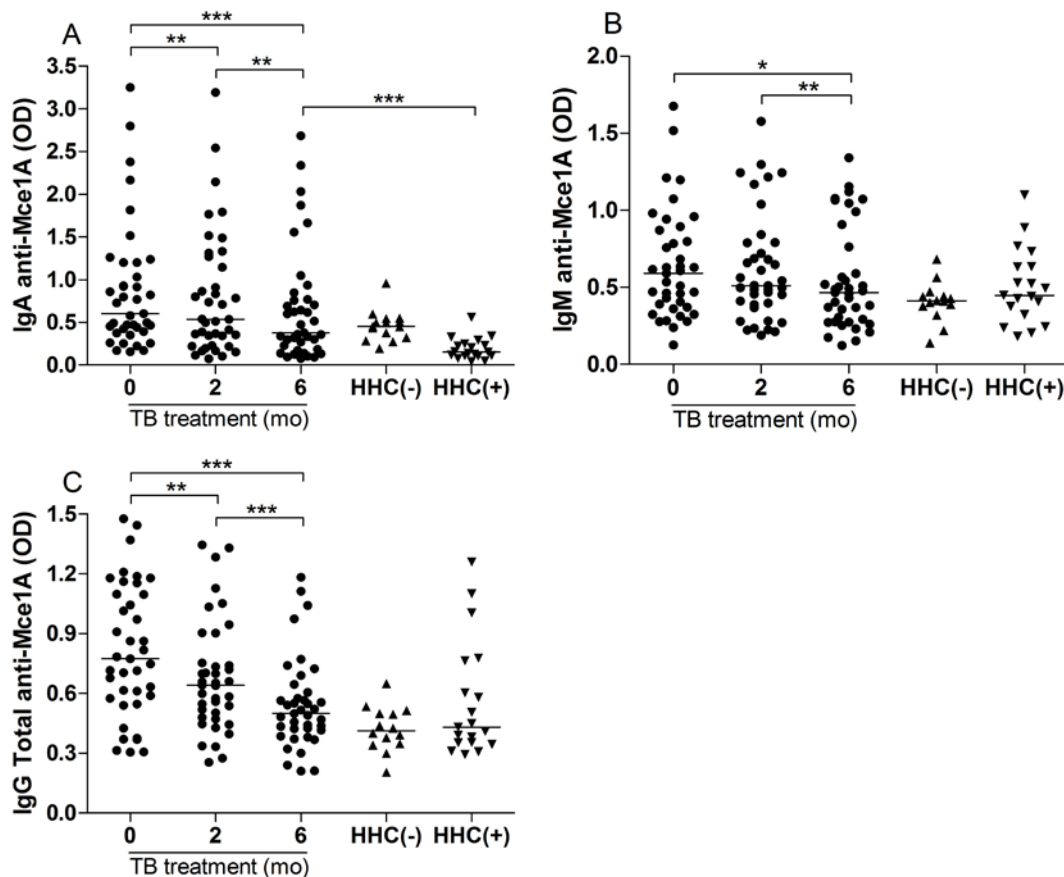 A
***
**
**
***
IgA anti-Mce1A (OD)
3.5
3.0
2.5
2.0
1.5
1.0
0.5
0.0
0 2 6 HHC(-) HHC(+)
TB treatment (mo)
B
*
**
IgM anti-Mce1A (OD)
2.0
1.5
1.0
0.5
0.0
0 2 6 HHC(-) HHC(+)
TB treatment (mo)
C
***
**
***
IgG Total anti-Mce1A (OD)
1.5
1.2
0.9
0.6
0.3
0.0
0 2 6 HHC(-) HHC(+)
TB treatment (mo)